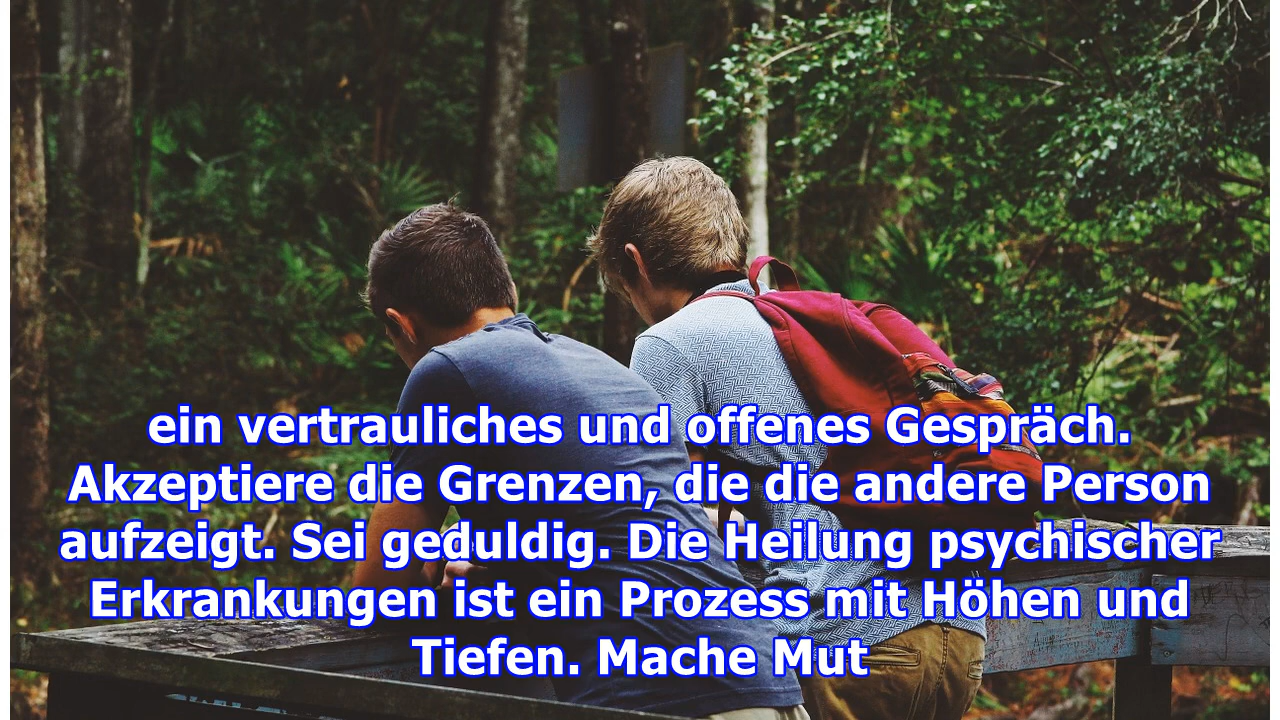 ein vertrauliches und offenes Gespräch.
Akzeptiere die Grenzen, die die andere Person
aufzeigt. Sei geduldig. Die Heilung psychischer
Erkrankungen ist ein Prozess mit Höhen und
Tiefen. Mache Mut